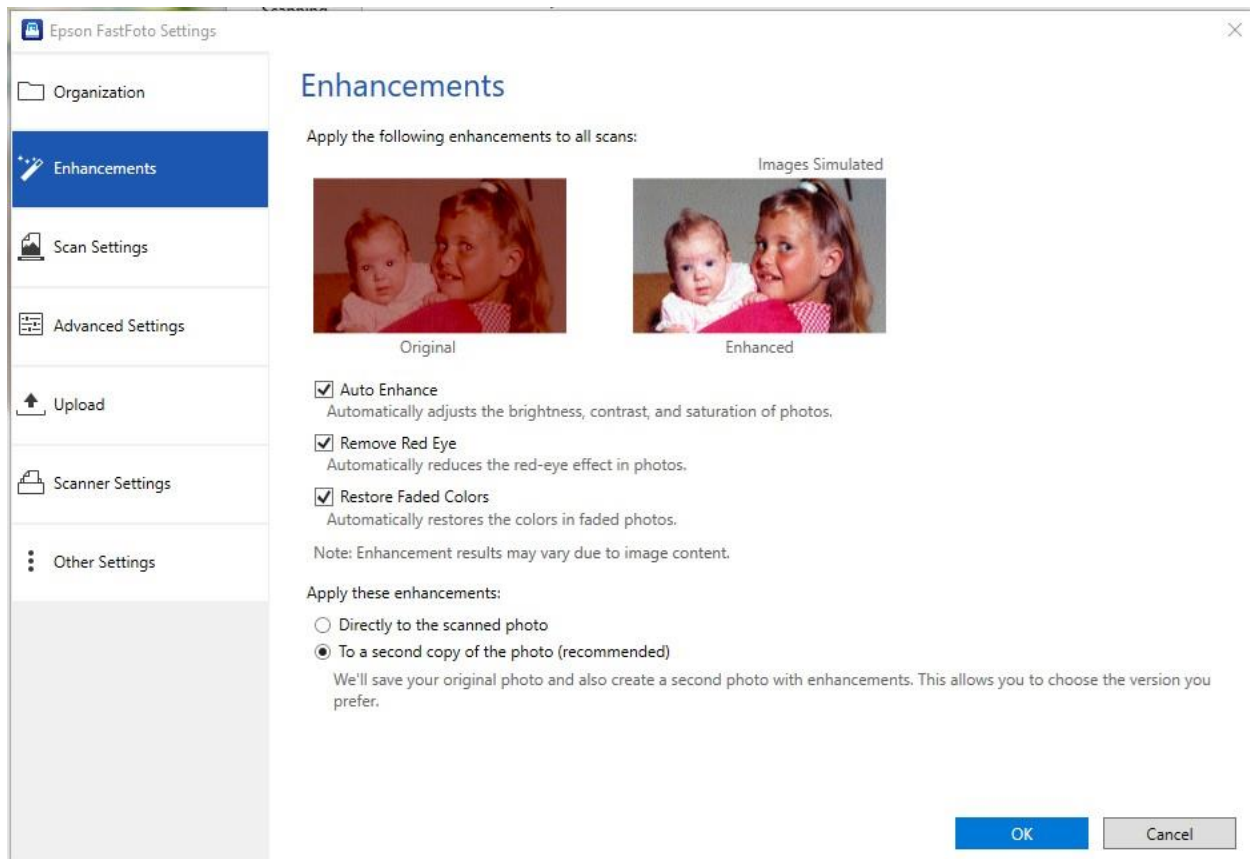 Epson FastFoto Settings
Organization
Enhancements
Scan Settings
Advanced Settings
Upload
Scanner Settings
Other Settings
Enhancements
Apply the following enhancements to all scans:
Images Simulated
Original
Enhanced
Auto Enhance
Automatically adjusts the brightness, contrast, and saturation of photos.
Remove Red Eye
Automatically reduces the red-eye effect in photos.
Restore Faded Colors
Automatically restores the colors in faded photos.
Note: Enhancement results may vary due to image content.
Apply these enhancements:
Directly to the scanned photo
To a second copy of the photo (recommended)
We'll save your original photo and also create a second photo with enhancements. This allows you to choose the version you
prefer.
OK
Cancel